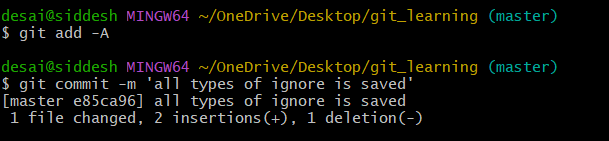 desai@siddesh MINGW64 ~/OneDrive/Desktop/git_learning (master)
$ git add -A
desai@siddesh MINGW64 ~/OneDrive/Desktop/git_learning (master)
$ git commit -m 'all types of ignore is saved'
[master e85ca96] all types of ignore is saved
 1 file changed, 2 insertions(+), 1 deletion(-)